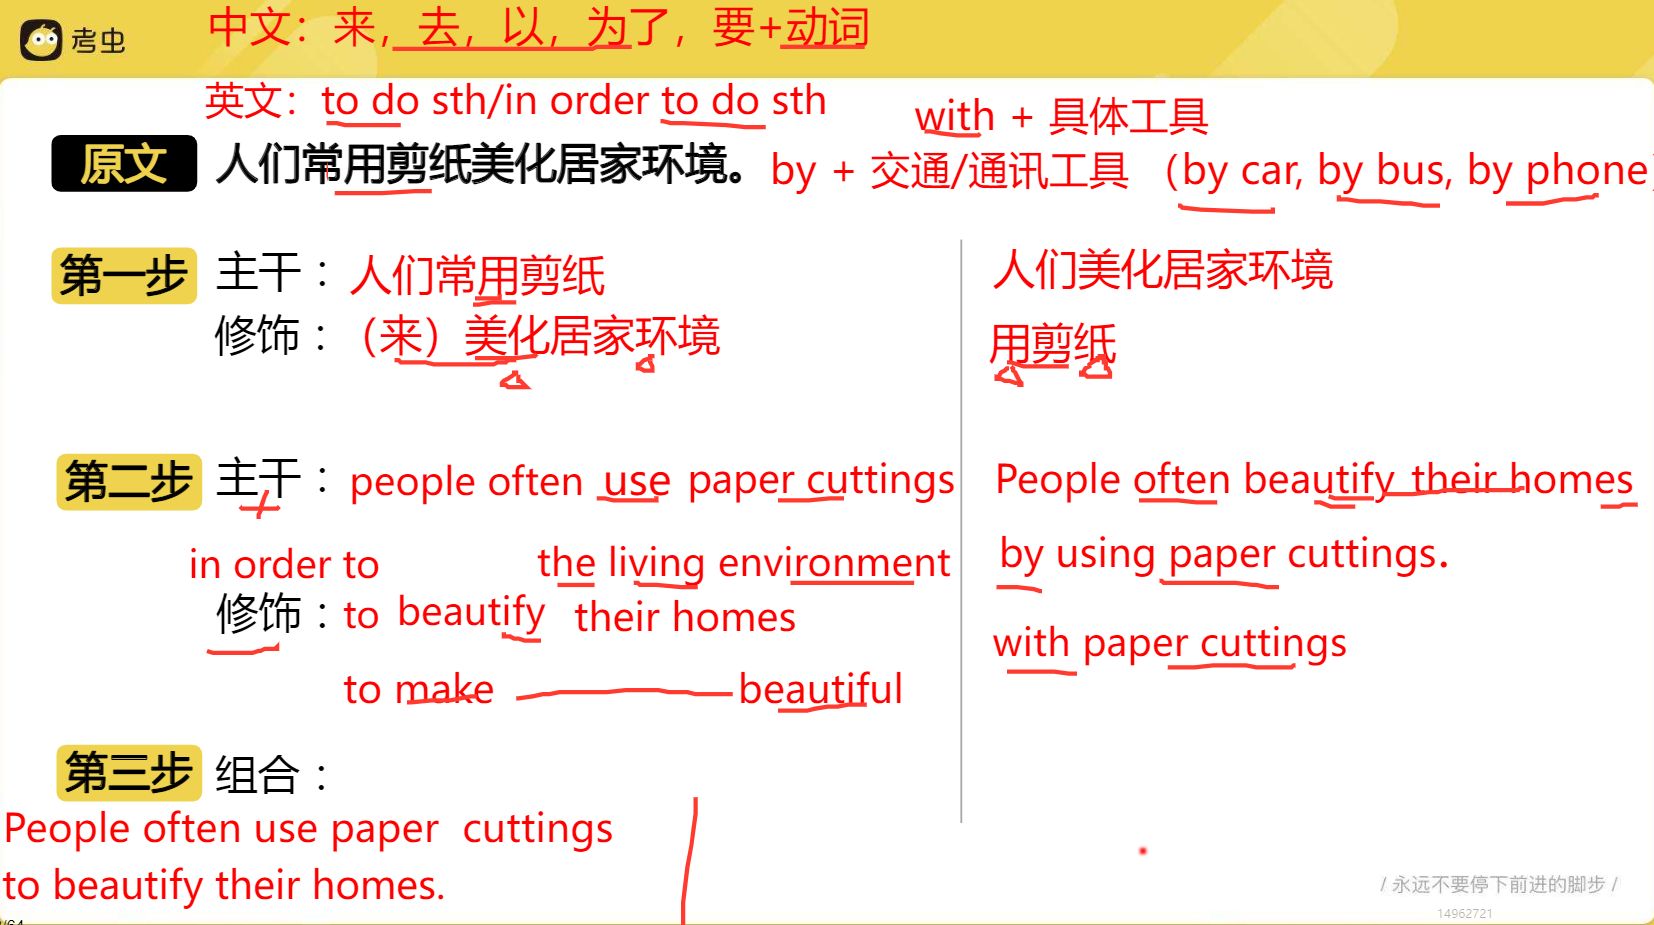 考虫
中文：来，去，以，为了，要+动词
英文：to do sth/in order to do sth
with + 具体工具
原文 人们常用剪纸美化居家环境。
by + 交通/通讯工具 （by car, by bus, by phone
第一步 主干：人们常用剪纸
修饰：（来）美化居家环境
人们美化居家环境
用剪纸
第二步 主干：people often use paper cuttings
in order to the living environment
修饰：to beautify their homes
to make beautiful
People often beautify their homes
by using paper cuttings.
with paper cuttings
第三步 组合：
People often use paper cuttings
to beautify their homes.
/ 永远不要停下前进的脚步 /
14962721